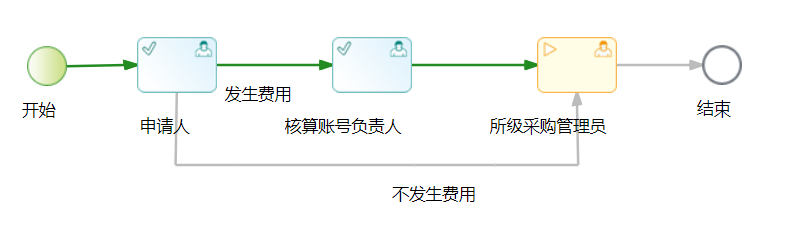 发生费用
开始
申请人
核算账号负责人
所级采购管理员
结束
不发生费用